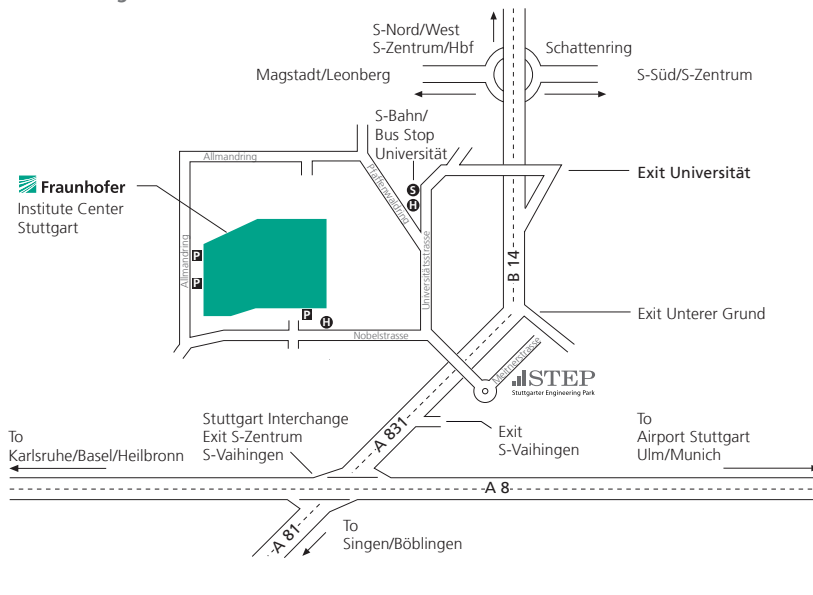 S-Nord/West
S-Zentrum/Hbf
Schattenring
Magstadt/Leonberg
S-Süd/S-Zentrum
S-Bahn/
Bus Stop
Universität
Allmandring
Pfaffenwaldring
S
H
Exit Universität
Fraunhofer
Institute Center
Stuttgart
Allmandring
P
P
Universitätsstrasse
B 14
P
H
Exit Unterer Grund
Nobelstrasse
Meitnerstrasse
STEP
Stuttgarter Engineering Park
Stuttgart Interchange
Exit S-Zentrum
S-Vaihingen
A 831
Exit
S-Vaihingen
To
Karlsruhe/Basel/Heilbronn
To
Airport Stuttgart
Ulm/Munich
A 8
A 81
To
Singen/Böblingen